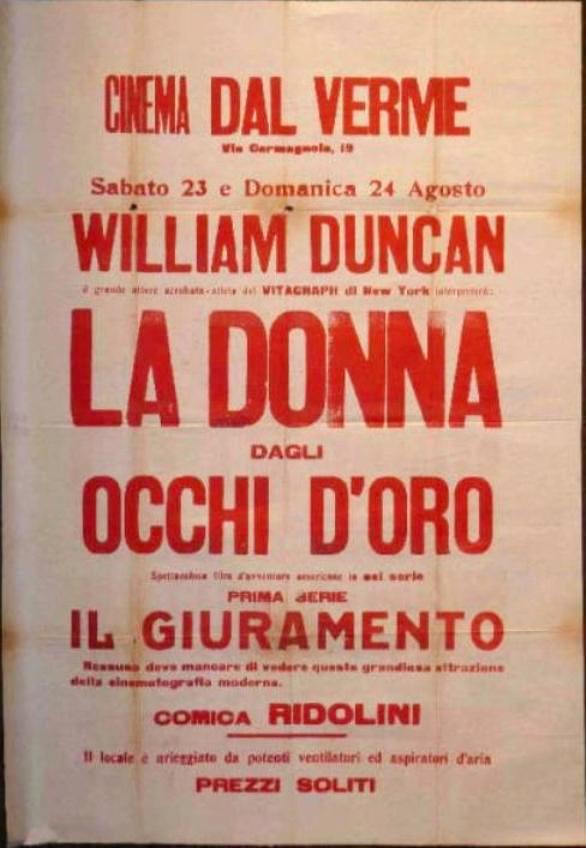 CINEMA DAL VERME
Via Carmagnola, 19
Sabato 23 e Domanica 24 Agosto
WILLIAM DUNCAN
il grande attore acrobata-atleta del VITAGRAPH di New York interpreterà:
LA DONNA
DAGLI
OCCHI D'ORO
Spettacoloso film d'avventure americane in sei serie
PRIMA SERIE
IL GIURAMENTO
Nessuno deve mancare di vedere questa grandiosa attrazione
della cinematografia moderna.
COMICA RIDOLINI
Il locale è arieggiato da potenti ventilatori ed aspiratori d'aria
PREZZI SOLITI